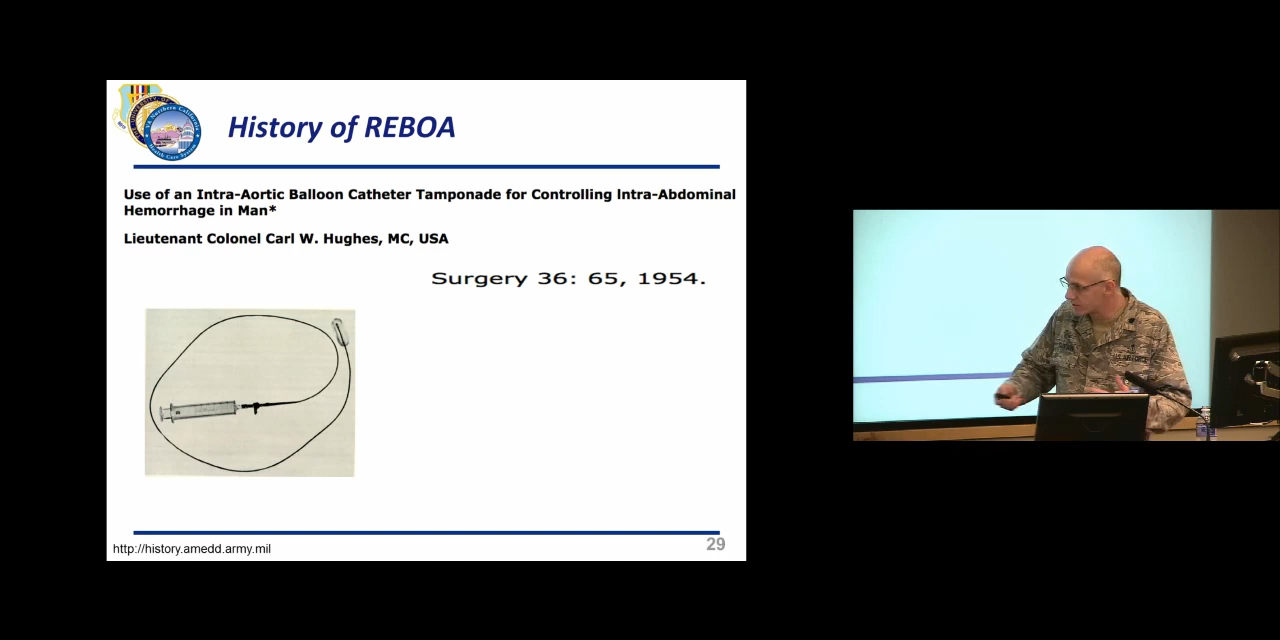 History of REBOA
Use of an Intra-Aortic Balloon Catheter Tamponade for Controlling Intra-Abdominal
Hemorrhage in Man*
Lieutenant Colonel Carl W. Hughes, MC, USA
Surgery 36: 65, 1954.
http://history.amedd.army.mil
29